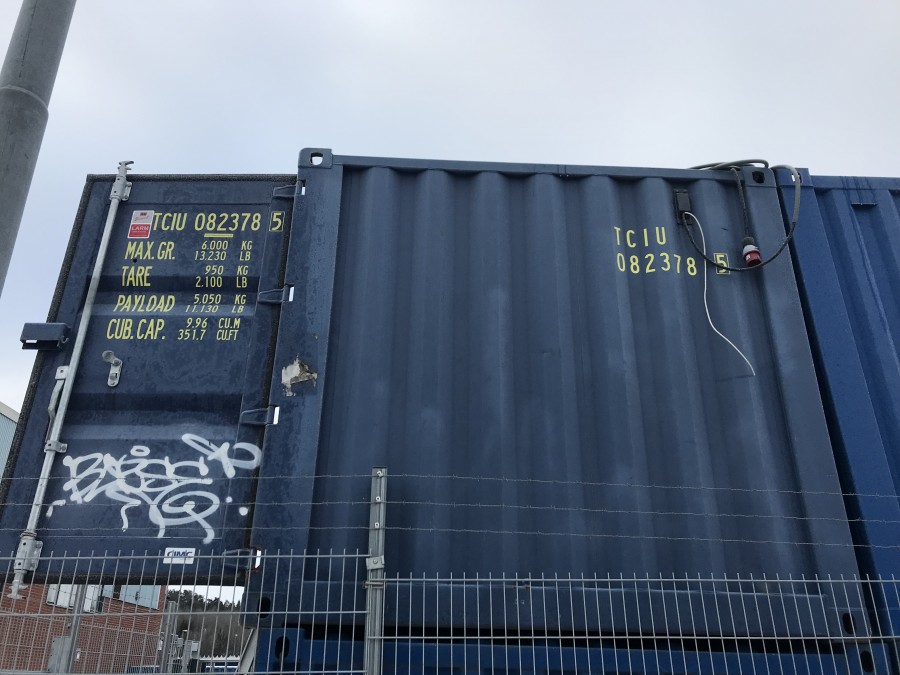 TCIU 082378 5
MAX.GR. 6.000 KG
13.230 LB
TARE 950 KG
2.100 LB
PAYLOAD 5.050 KG
11.130 LB
CUB.CAP. 9.96 CU.M
351.7 CU.FT
LARM
CIMC
TCIU
082378 5